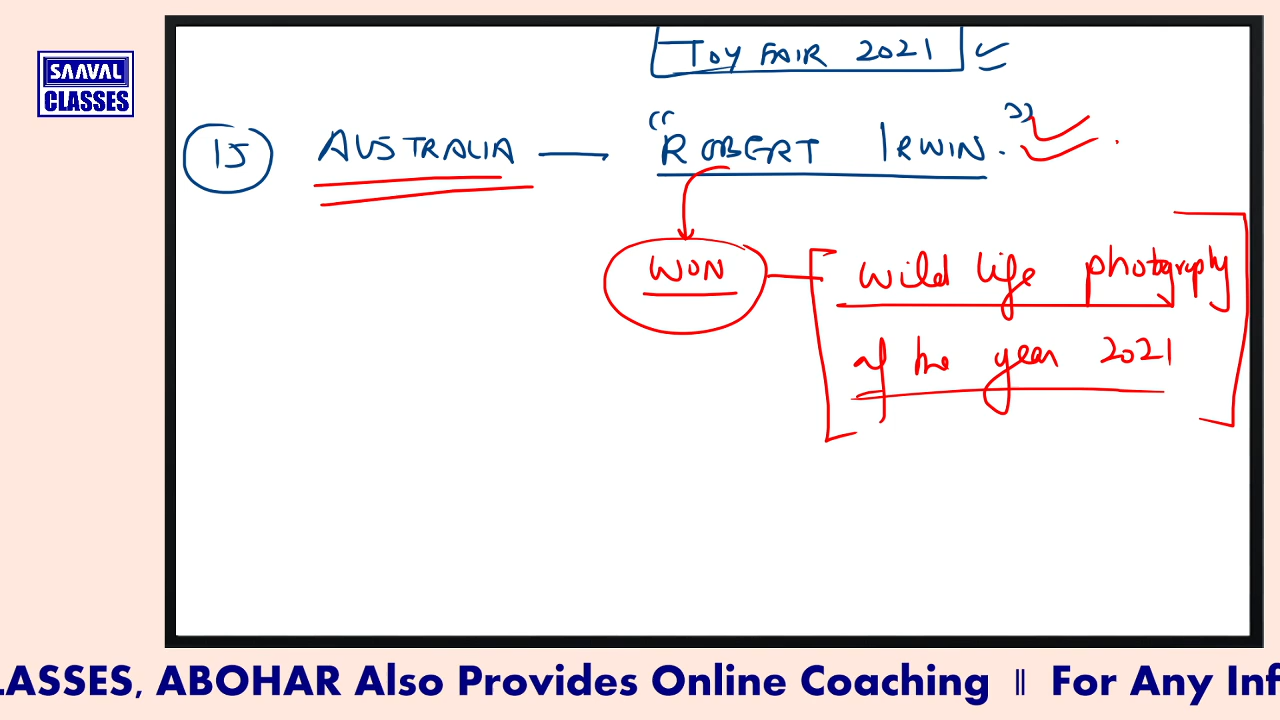 SAAVAL
CLASSES
TOY FAIR 2021
15 AUSTRALIA — "ROBERT IRWIN."
WON
wild life photography
of the year 2021
LASSES, ABOHAR Also Provides Online Coaching || For Any Inf